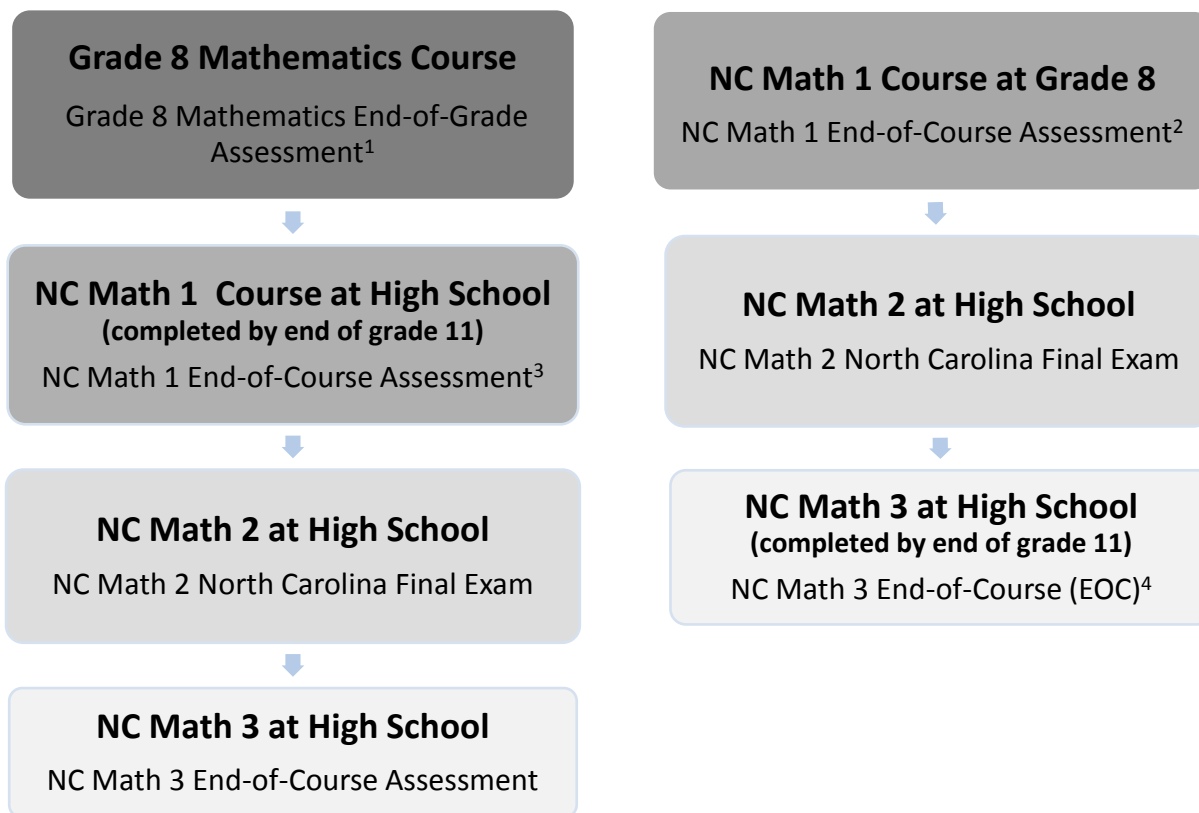 Grade 8 Mathematics Course
Grade 8 Mathematics End-of-Grade
Assessment¹
NC Math 1  Course at High School
(completed by end of grade 11)
NC Math 1 End-of-Course Assessment³
NC Math 2 at High School
NC Math 2 North Carolina Final Exam
NC Math 3 at High School
NC Math 3 End-of-Course Assessment
NC Math 1 Course at Grade 8
NC Math 1 End-of-Course Assessment²
NC Math 2 at High School
NC Math 2 North Carolina Final Exam
NC Math 3 at High School
(completed by end of grade 11)
NC Math 3 End-of-Course (EOC)⁴